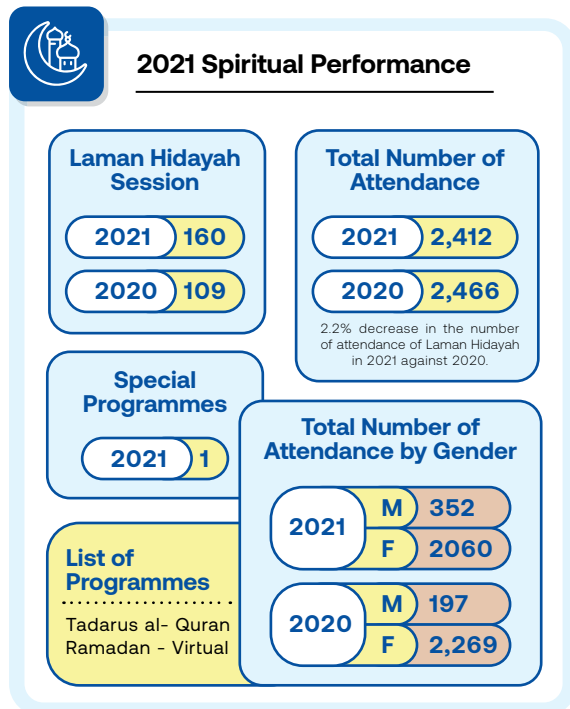 2021 Spiritual Performance
Laman Hidayah
Session
2021 160
2020 109
Total Number of
Attendance
2021 2,412
2020 2,466
2.2% decrease in the number
of attendance of Laman Hidayah
in 2021 against 2020.
Special
Programmes
2021 1
List of
Programmes
Tadarus al- Quran
Ramadan - Virtual
Total Number of
Attendance by Gender
2021
M 352
F 2060
2020
M 197
F 2,269